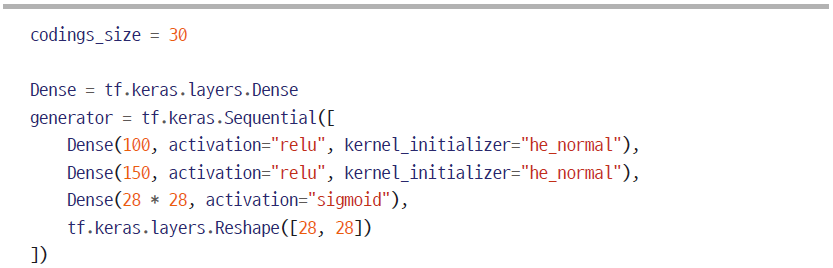 codings_size = 30

Dense = tf.keras.layers.Dense
generator = tf.keras.Sequential([
    Dense(100, activation="relu", kernel_initializer="he_normal"),
    Dense(150, activation="relu", kernel_initializer="he_normal"),
    Dense(28 * 28, activation="sigmoid"),
    tf.keras.layers.Reshape([28, 28])
])